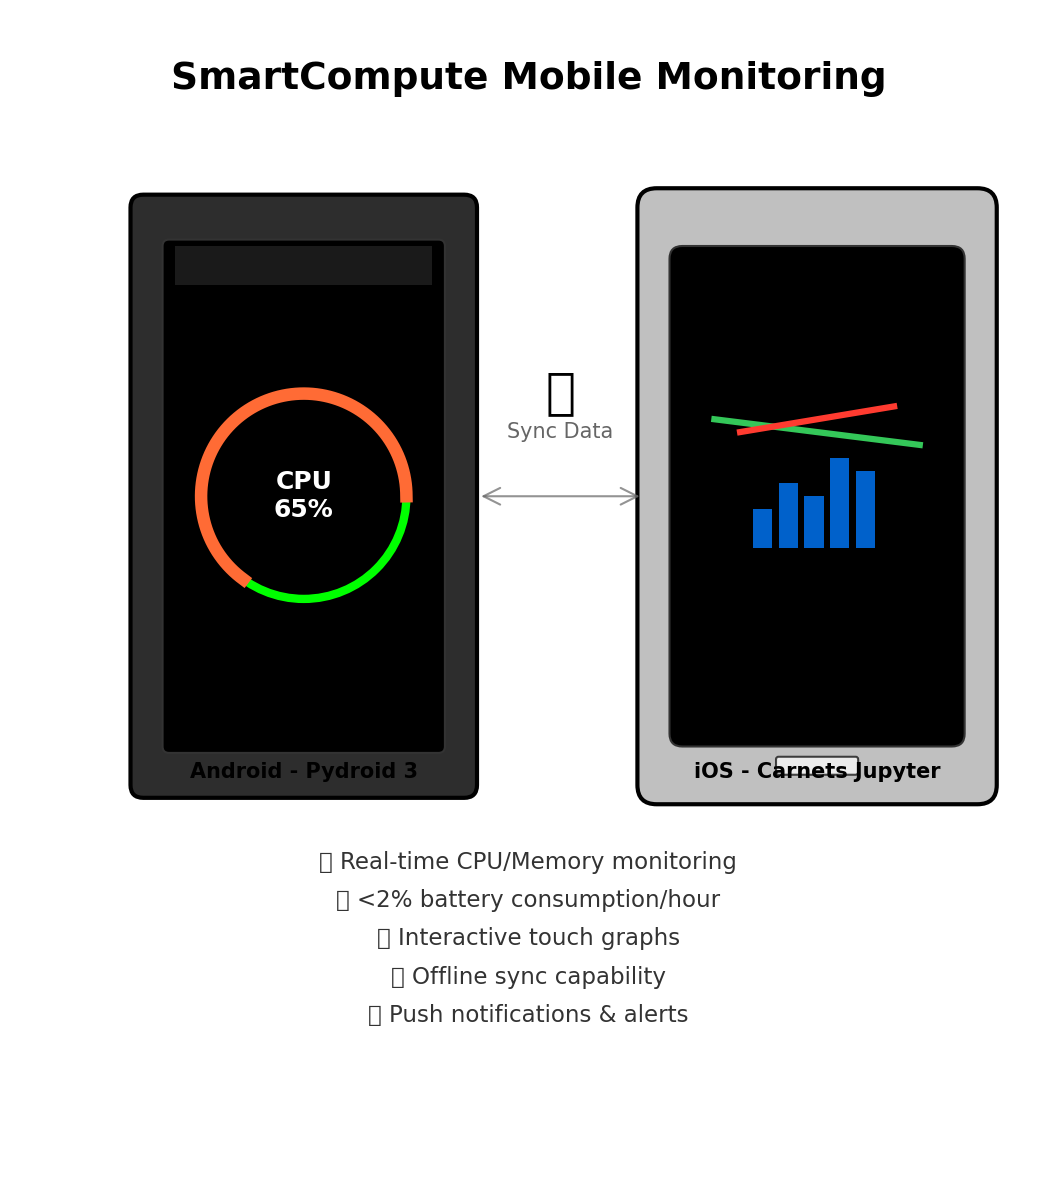 SmartCompute Mobile Monitoring
CPU
65%
Sync Data
Android - Pydroid 3
iOS - Carnets Jupyter
Real-time CPU/Memory monitoring
<2% battery consumption/hour
Interactive touch graphs
Offline sync capability
Push notifications & alerts